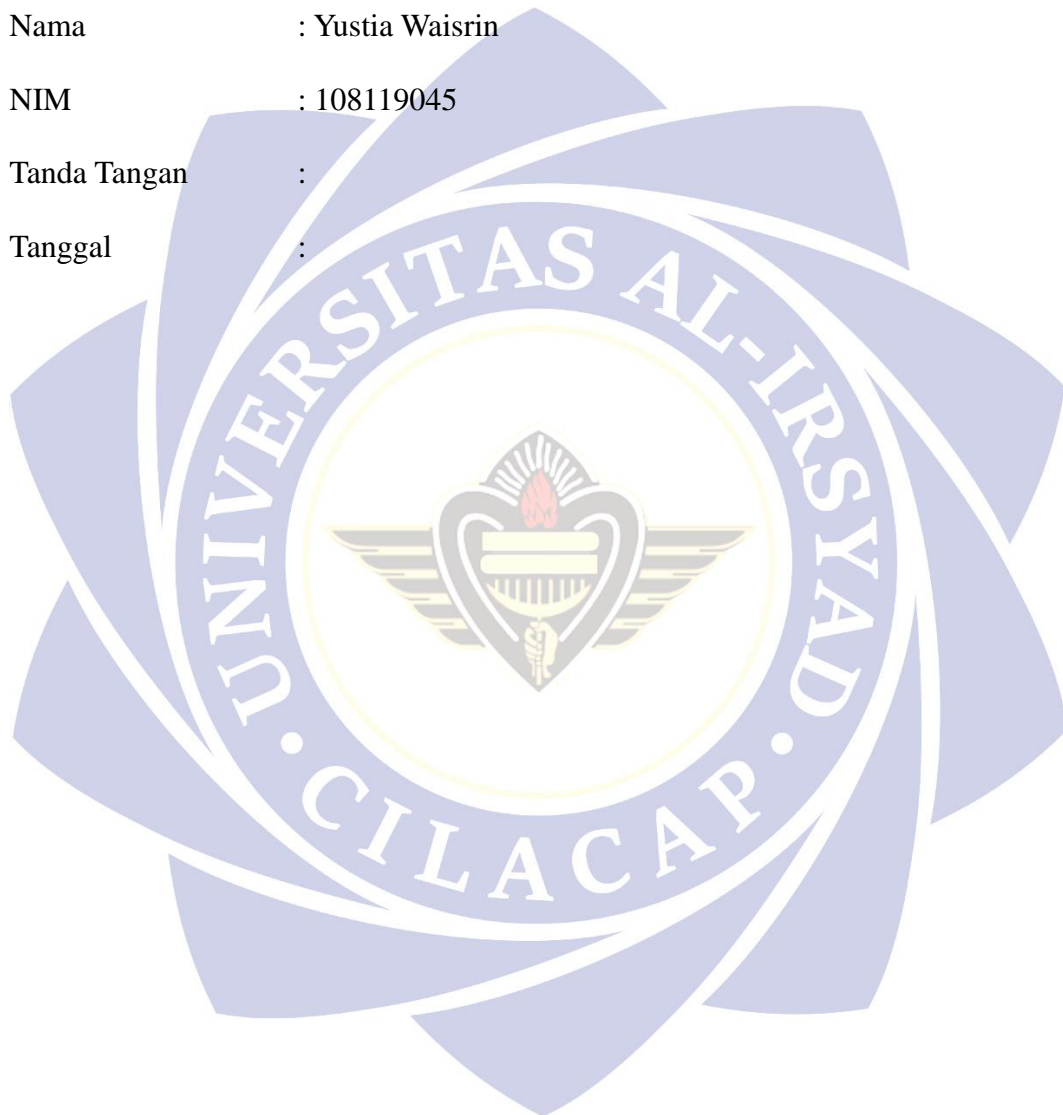 Nama : Yustia Waisrin
NIM : 108119045
Tanda Tangan :
Tanggal :
UNIVERSITAS AL-IRSYAD
CILACAP